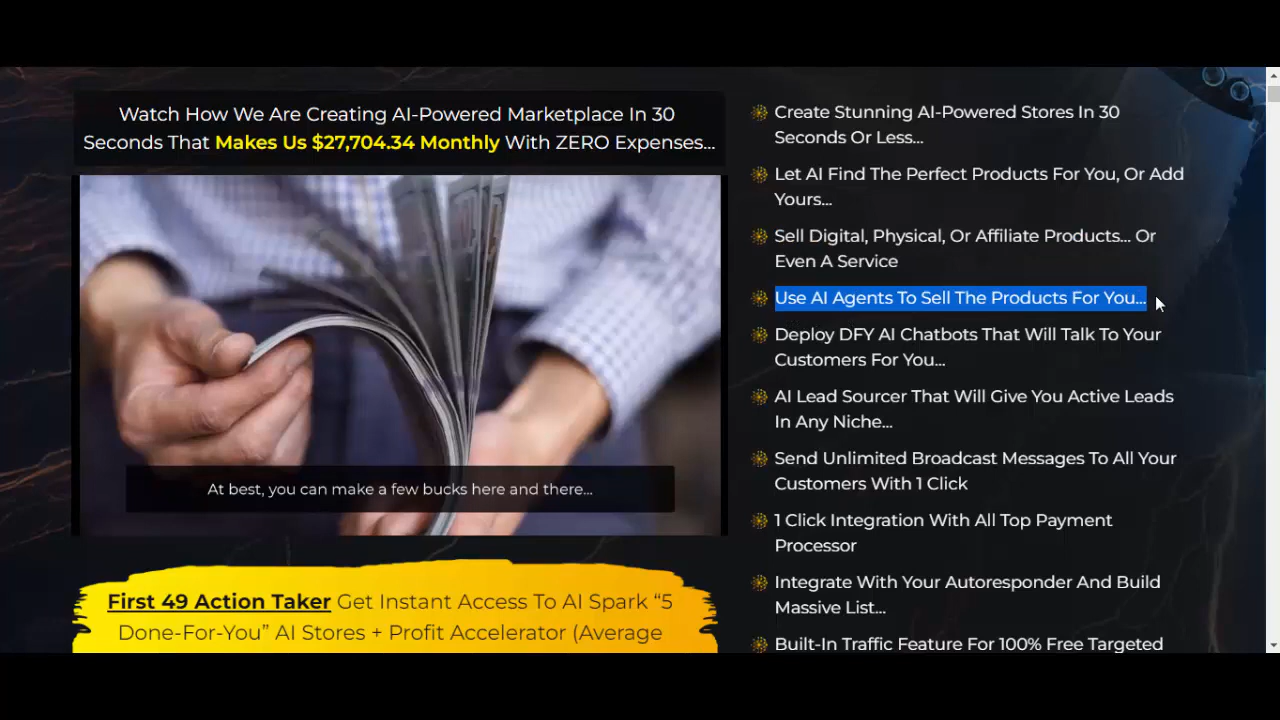 Watch How We Are Creating AI-Powered Marketplace In 30
Seconds That Makes Us $27,704.34 Monthly With ZERO Expenses...
At best, you can make a few bucks here and there...
First 49 Action Taker Get Instant Access To AI Spark “5
Done-For-You” AI Stores + Profit Accelerator (Average
Create Stunning AI-Powered Stores In 30
Seconds Or Less...
Let AI Find The Perfect Products For You, Or Add
Yours...
Sell Digital, Physical, Or Affiliate Products... Or
Even A Service
Use AI Agents To Sell The Products For You...
Deploy DFY AI Chatbots That Will Talk To Your
Customers For You...
AI Lead Sourcer That Will Give You Active Leads
In Any Niche...
Send Unlimited Broadcast Messages To All Your
Customers With 1 Click
1 Click Integration With All Top Payment
Processor
Integrate With Your Autoresponder And Build
Massive List...
Built-In Traffic Feature For 100% Free Targeted